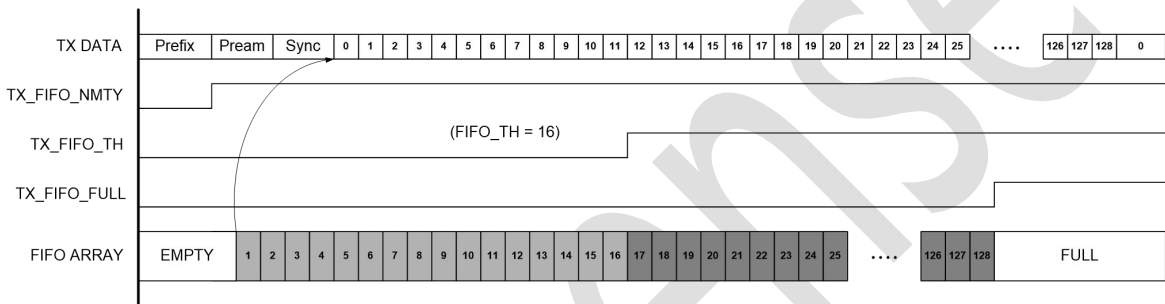 TX DATA Prefix Pream Sync 0 1 2 3 4 5 6 7 8 9 10 11 12 13 14 15 16 17 18 19 20 21 22 23 24 25 .... 126 127 128 0
TX_FIFO_NMTY
TX_FIFO_TH (FIFO_TH = 16)
TX_FIFO_FULL
FIFO ARRAY EMPTY 1 2 3 4 5 6 7 8 9 10 11 12 13 14 15 16 17 18 19 20 21 22 23 24 25 .... 126 127 128 FULL